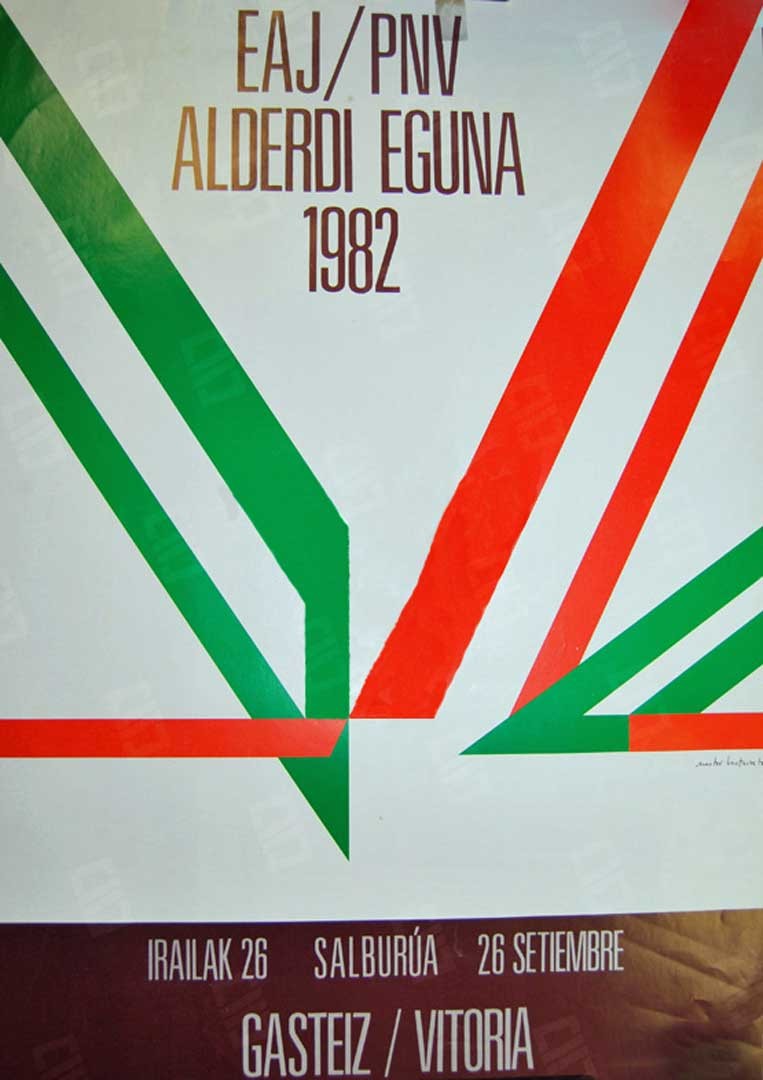 EAJ/PNV
ALDERDI EGUNA
1982
IRAILAK 26 SALBURÚA 26 SETIEMBRE
GASTEIZ / VITORIA